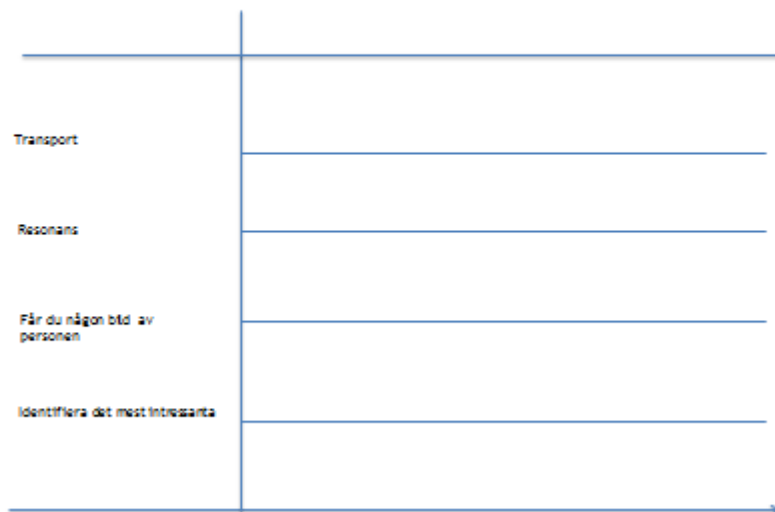 Transport
Resonans
Får du någon bild av
personen
Identifiera det mest intressanta